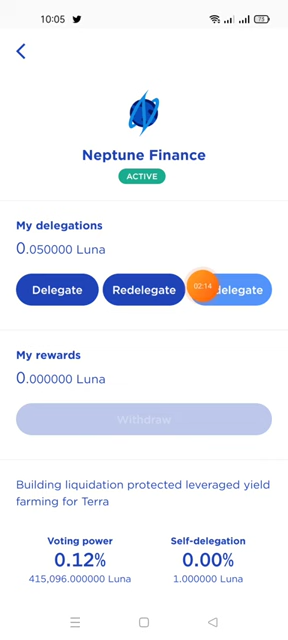 10:05
73
Neptune Finance
ACTIVE
My delegations
0.050000 Luna
Delegate
Redelegate
02:14
delegate
My rewards
0.000000 Luna
Withdraw
Building liquidation protected leveraged yield
farming for Terra
Voting power
Self-delegation
0.12%
0.00%
415,096.000000 Luna
1.000000 Luna